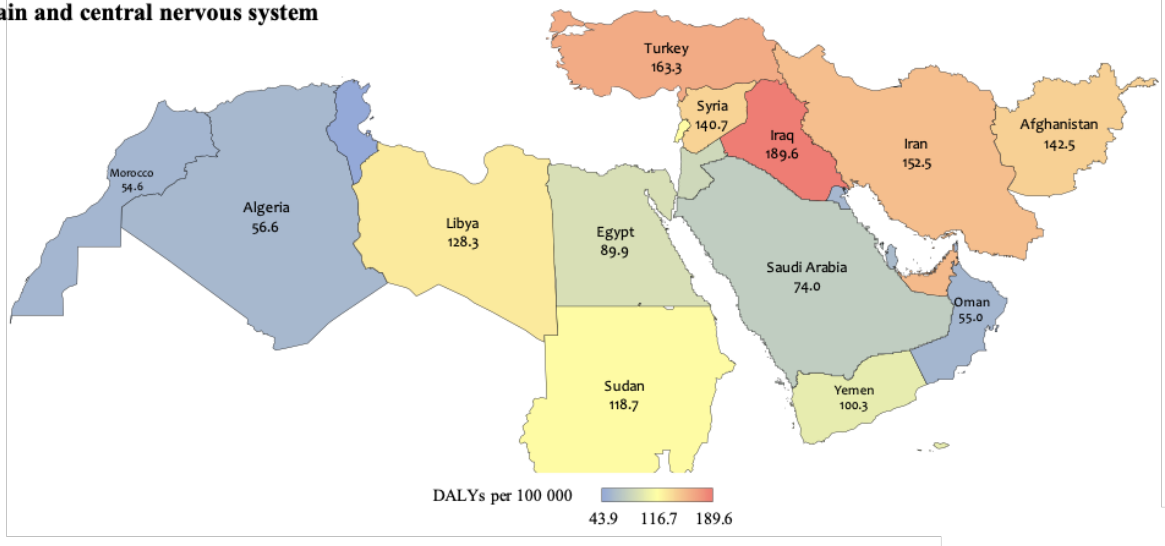 ain and central nervous system
Turkey
163.3
Syria
140.7
Iraq
189.6
Iran
152.5
Afghanistan
142.5
Morocco
54.6
Algeria
56.6
Libya
128.3
Egypt
89.9
Saudi Arabia
74.0
Oman
55.0
Sudan
118.7
Yemen
100.3
DALYs per 100 000
43.9 116.7 189.6